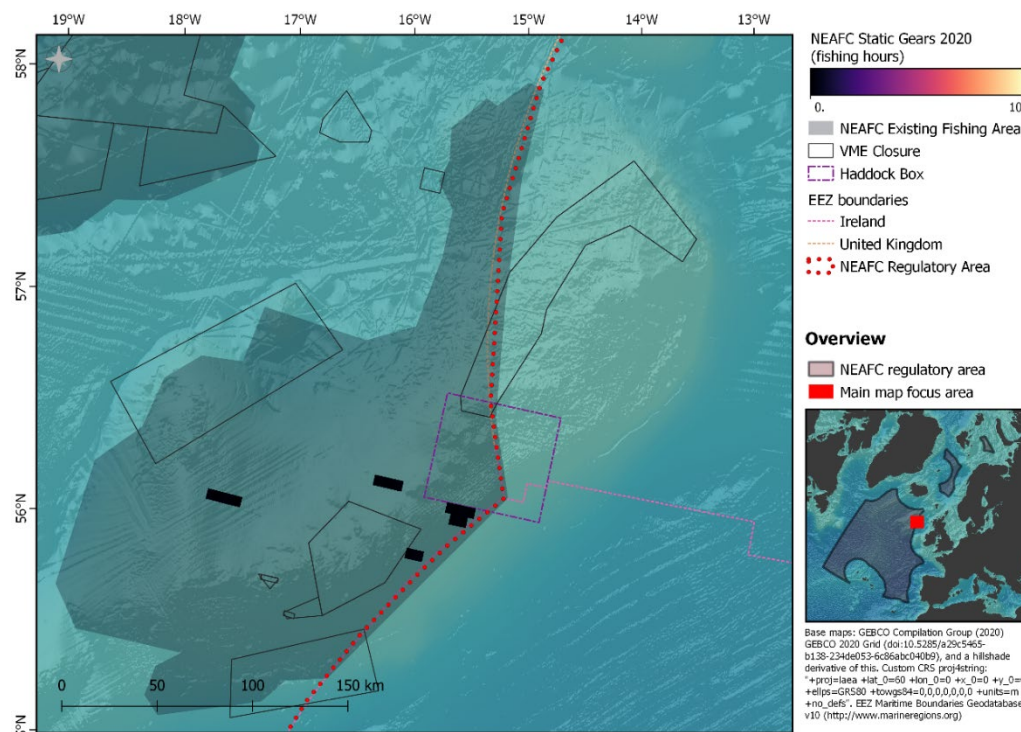 19°W 18°W 17°W 16°W 15°W 14°W 13°W
58°N
57°N
56°N
0 50 100 150 km
NEAFC Static Gears 2020
(fishing hours)
0. 10
NEAFC Existing Fishing Area
VME Closure
Haddock Box
EEZ boundaries
Ireland
United Kingdom
NEAFC Regulatory Area
Overview
NEAFC regulatory area
Main map focus area
Base maps: GEBCO Compilation Group (2020)
GEBCO 2020 Grid (doi:10.5285/a29c5465-
b138-234de053-6c86abc040b9), and a hillshade
derivative of this. Custom CRS proj4string:
"+proj=laea +lat_0=60 +lon_0=0 +x_0=0 +y_0=
+ellps=GRS80 +towgs84=0,0,0,0,0,0,0 +units=m
+no_defs". EEZ Maritime Boundaries Geodatabase
v10 (http://www.marineregions.org)